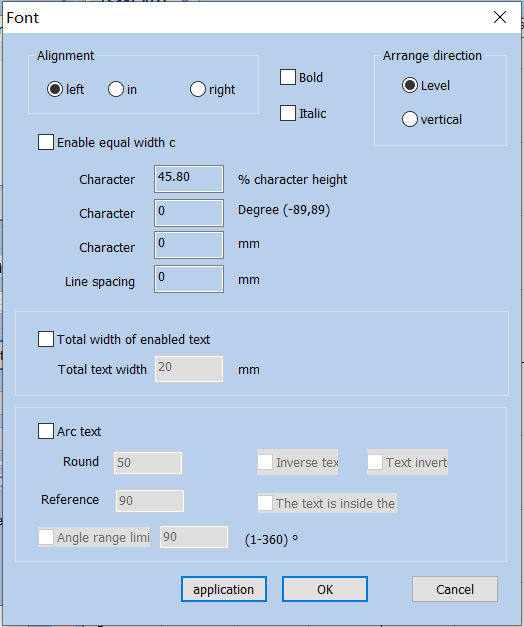 Font
Alignment
left
in
right
Bold
Italic
Arrange direction
Level
vertical
Enable equal width c
Character 45.80 % character height
Character 0 Degree (-89,89)
Character 0 mm
Line spacing 0 mm
Total width of enabled text
Total text width 20 mm
Arc text
Round 50
Inverse tex
Text invert
Reference 90
The text is inside the
Angle range limi 90 (1-360) º
application
OK
Cancel